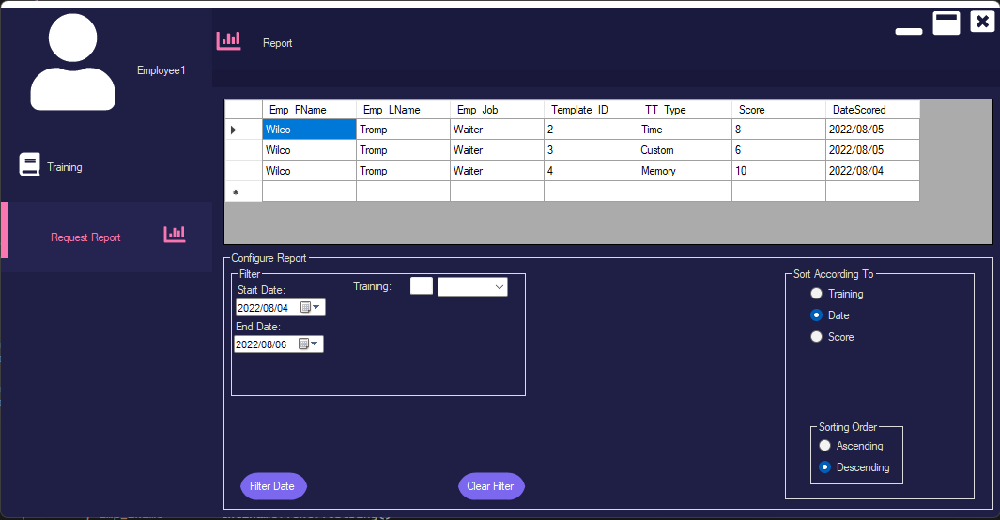 Employee1
Report
Training
Request Report
Emp_FName Emp_LName Emp_Job Template_ID TT_Type Score DateScored
Wilco Tromp Waiter 2 Time 8 2022/08/05
Wilco Tromp Waiter 3 Custom 6 2022/08/05
Wilco Tromp Waiter 4 Memory 10 2022/08/04
Configure Report
Filter
Start Date:
2022/08/04
End Date:
2022/08/06
Training:
Filter Date
Clear Filter
Sort According To
Training
Date
Score
Sorting Order
Ascending
Descending